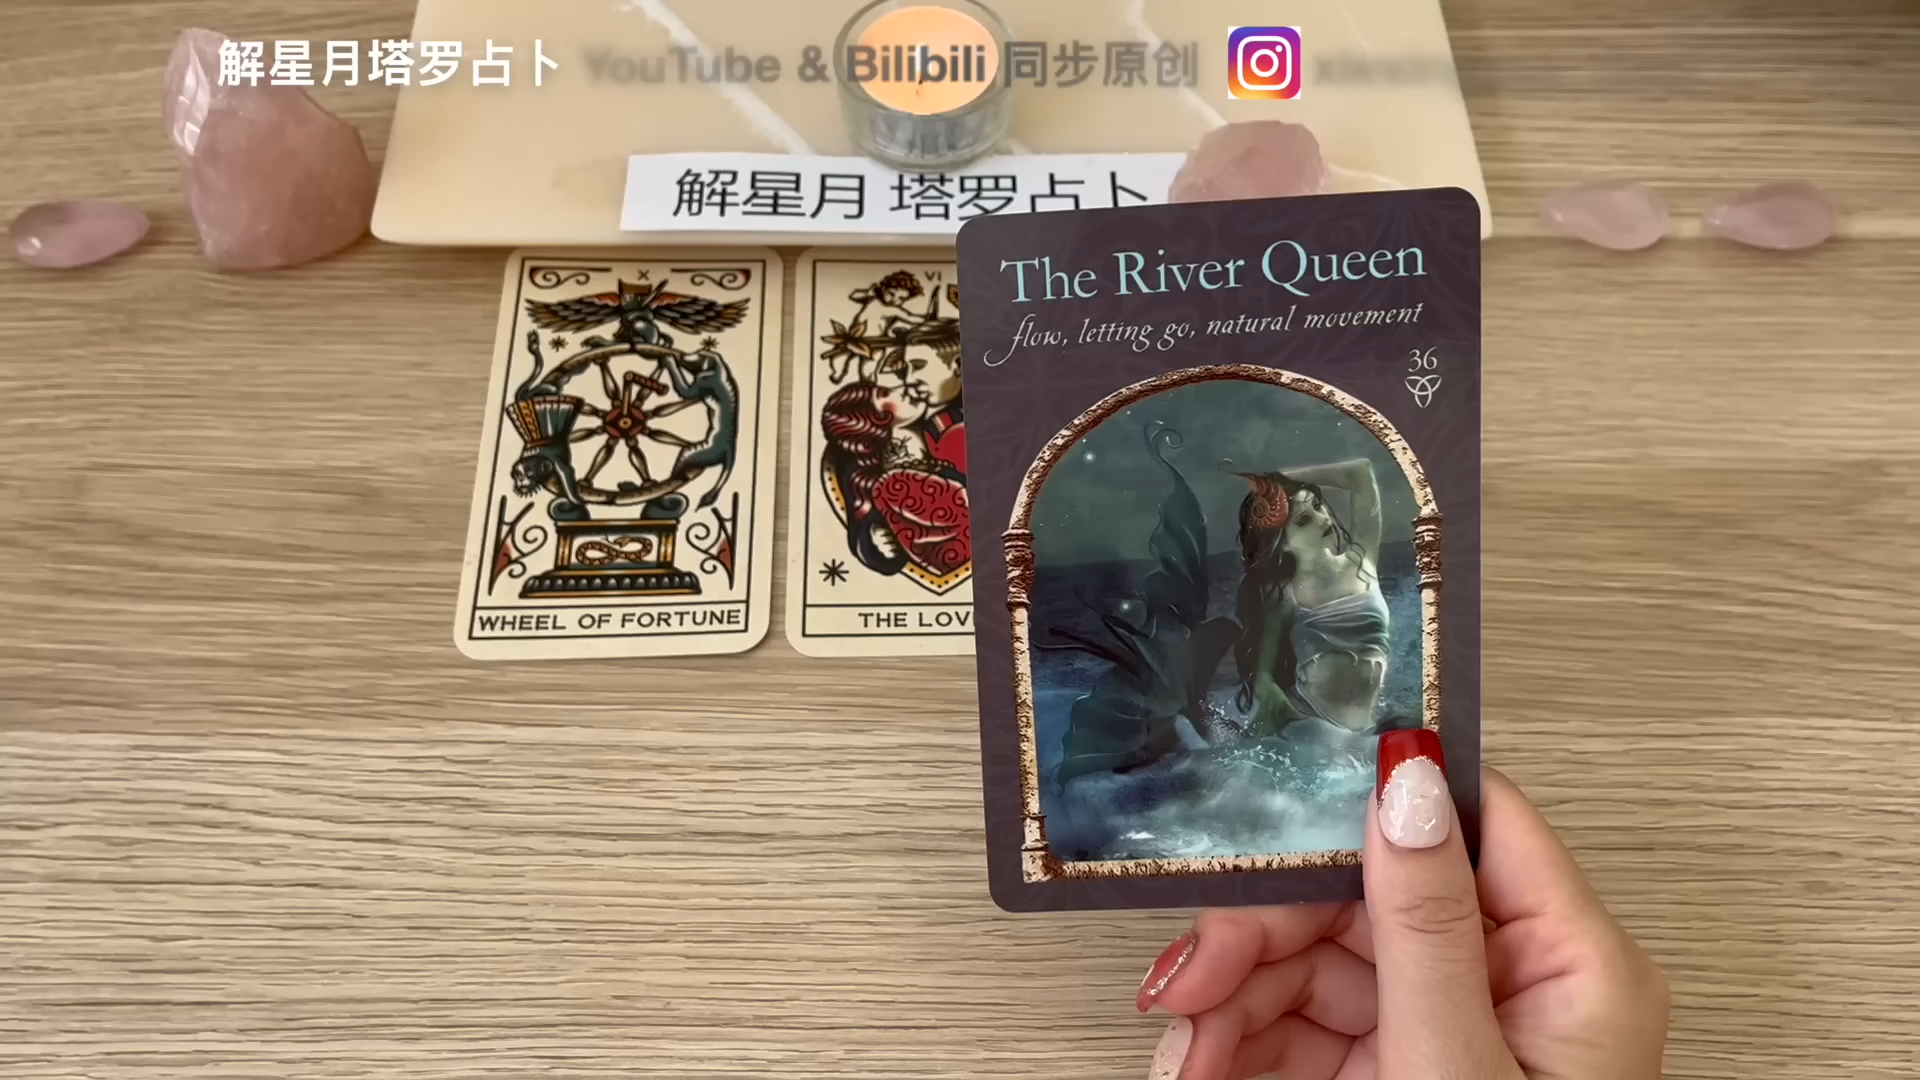 解星月塔罗占卜 YouTube & Bilibili 同步原创
解星月 塔罗占卜
X
WHEEL OF FORTUNE
VI
THE LOV
The River Queen
flow, letting go, natural movement
36